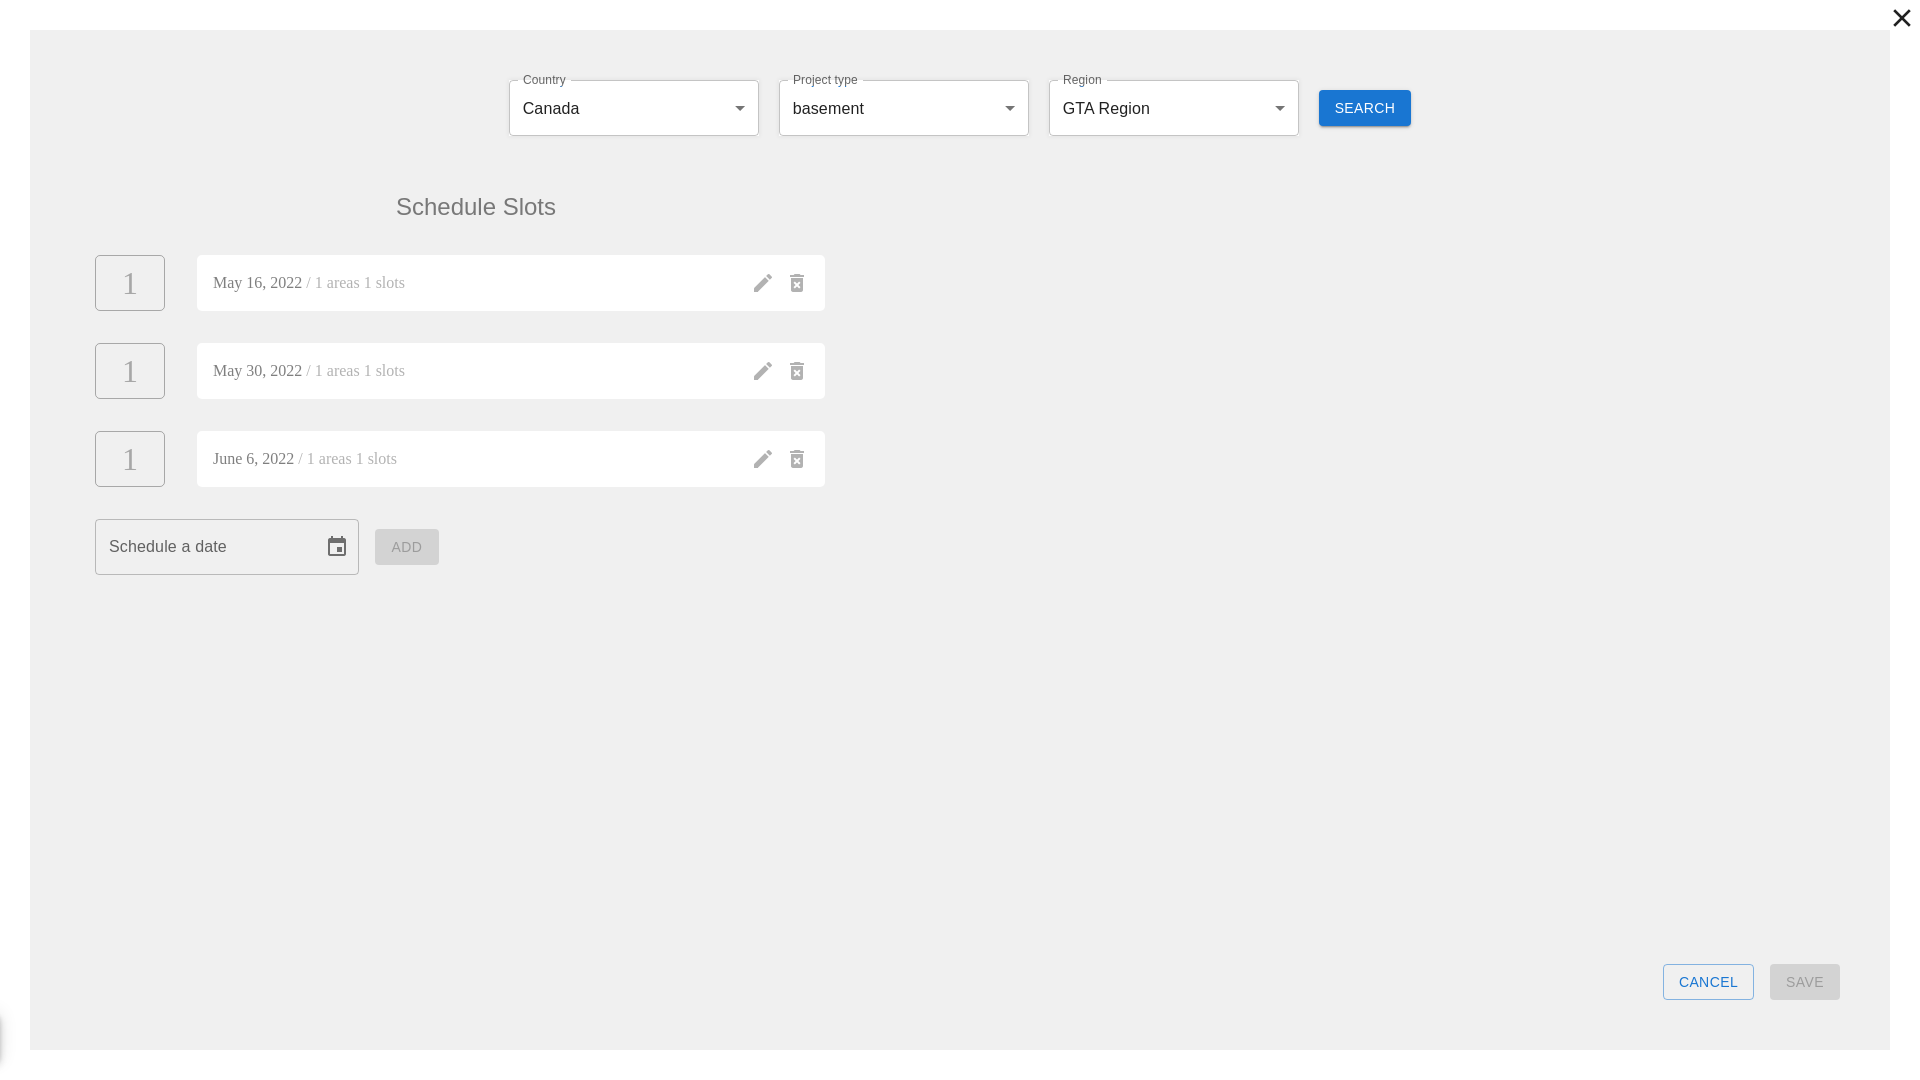 Country
Canada
Project type
basement
Region
GTA Region
SEARCH
Schedule Slots
1
May 16, 2022 / 1 areas 1 slots
1
May 30, 2022 / 1 areas 1 slots
1
June 6, 2022 / 1 areas 1 slots
Schedule a date
ADD
CANCEL
SAVE